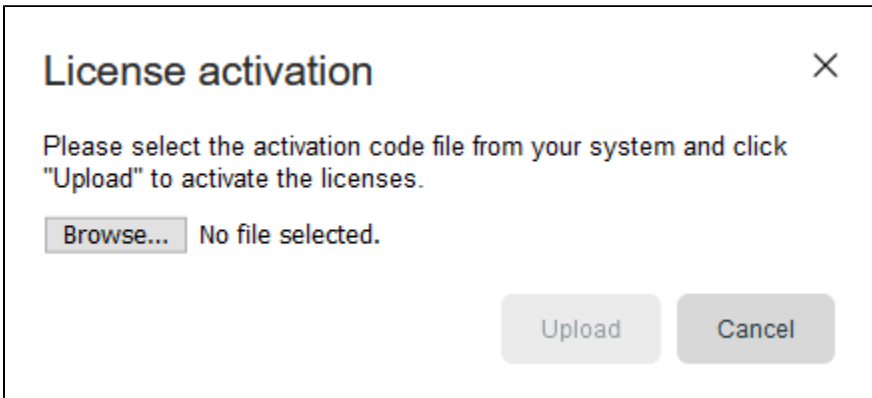 License activation
Please select the activation code file from your system and click
"Upload" to activate the licenses.
Browse... No file selected.
Upload Cancel